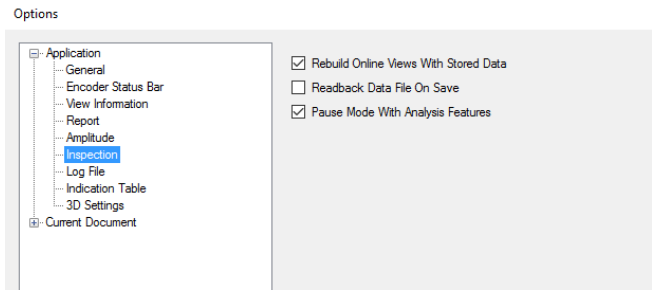 Options
Application
General
Encoder Status Bar
View Information
Report
Amplitude
Inspection
Log File
Indication Table
3D Settings
Current Document
Rebuild Online Views With Stored Data
Readback Data File On Save
Pause Mode With Analysis Features